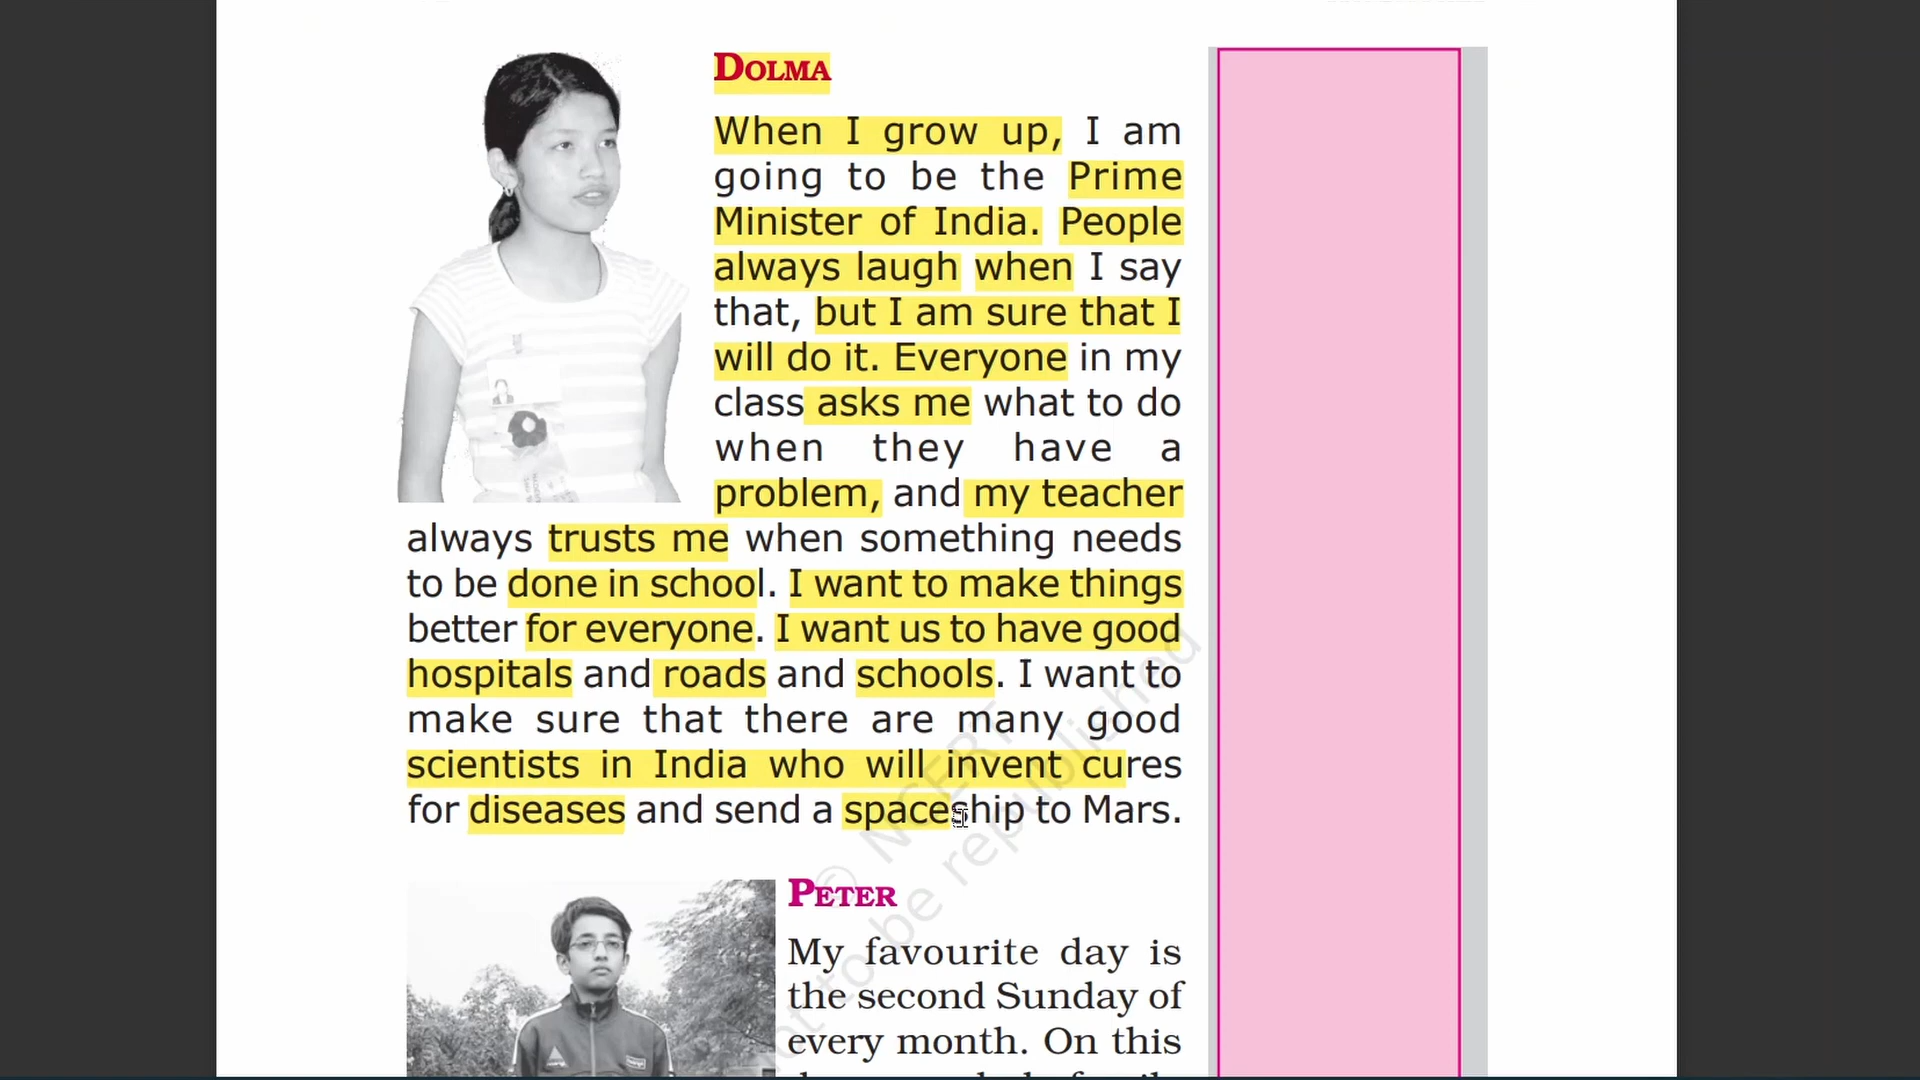 DOLMA
When I grow up, I am
going to be the Prime
Minister of India. People
always laugh when I say
that, but I am sure that I
will do it. Everyone in my
class asks me what to do
when they have a
problem, and my teacher
always trusts me when something needs
to be done in school. I want to make things
better for everyone. I want us to have good
hospitals and roads and schools. I want to
make sure that there are many good
scientists in India who will invent cures
for diseases and send a spaceship to Mars.
© NCERT
not to be republished
PETER
My favourite day is
the second Sunday of
every month. On this